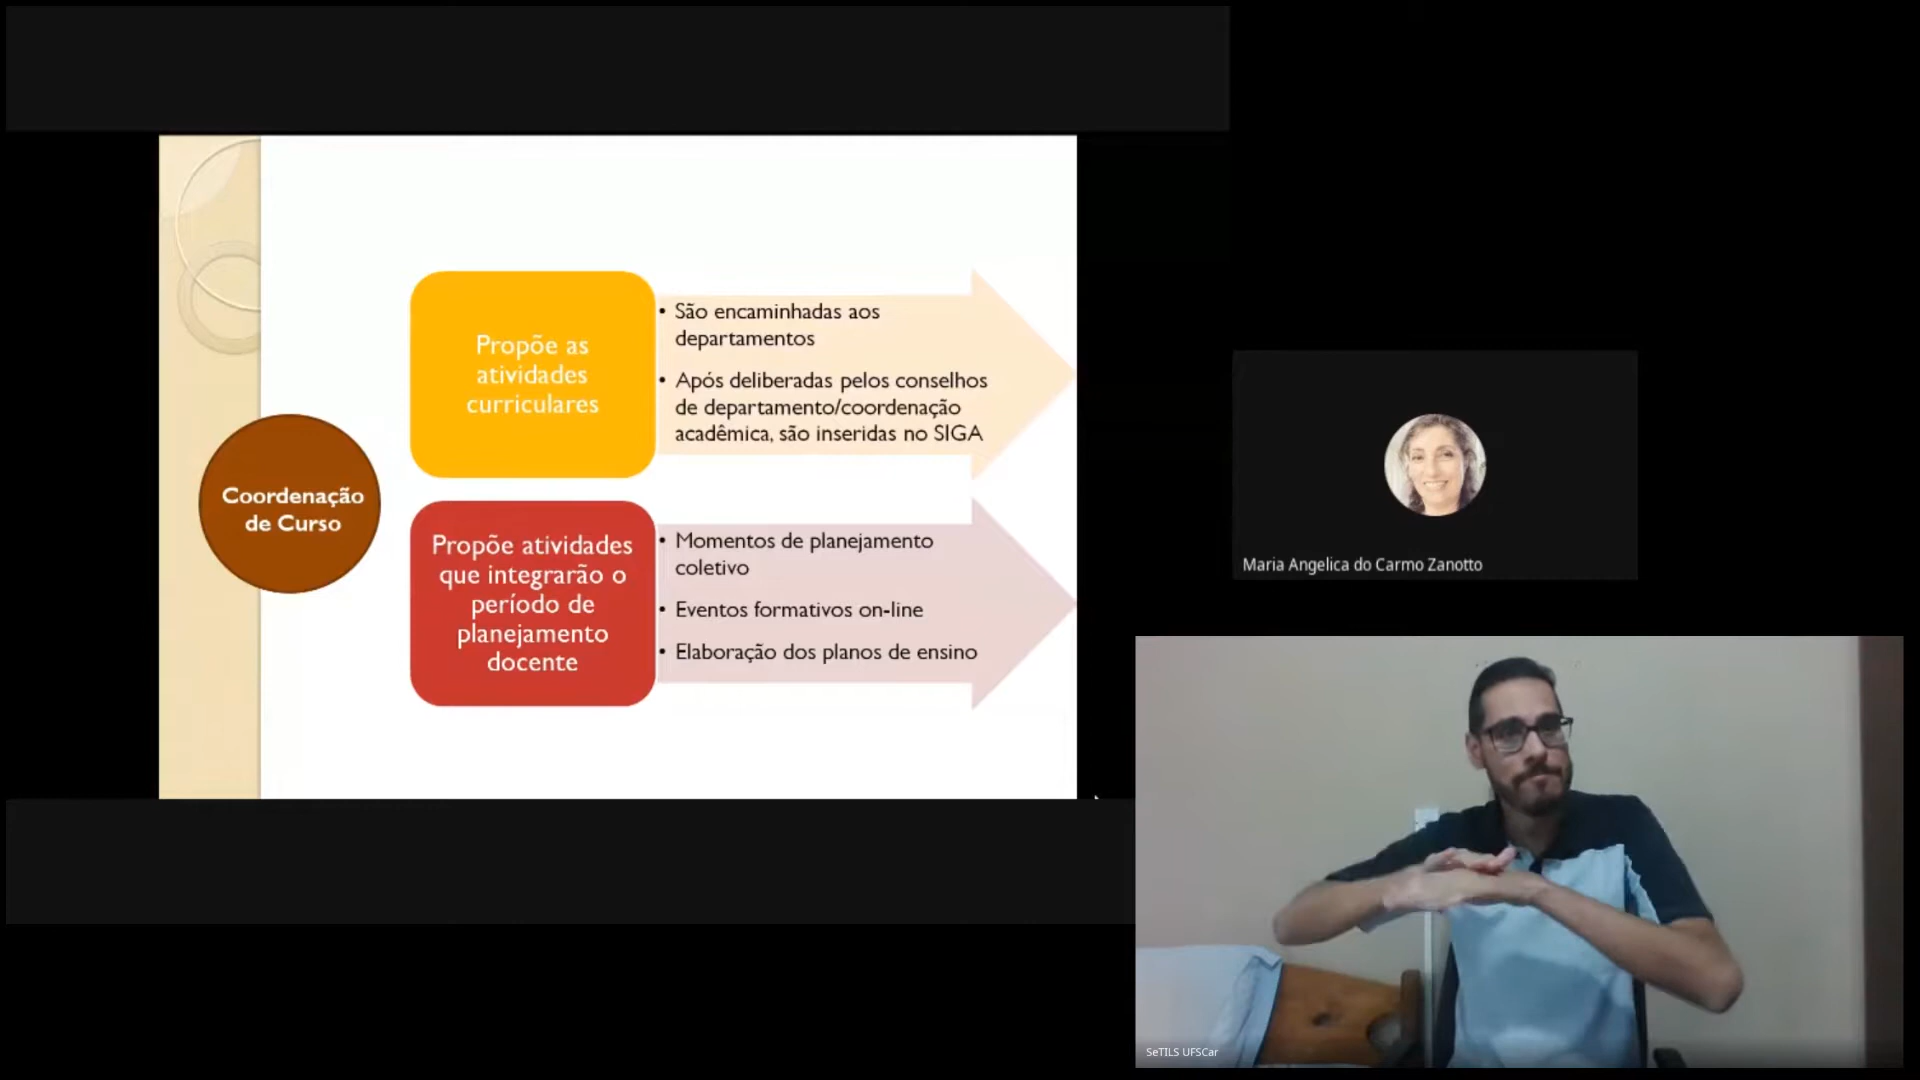 Coordenação
de Curso
Propõe as
atividades
curriculares
• São encaminhadas aos
departamentos
• Após deliberadas pelos conselhos
de departamento/coordenação
acadêmica, são inseridas no SIGA
Propõe atividades
que integrarão o
período de
planejamento
docente
• Momentos de planejamento
coletivo
• Eventos formativos on-line
• Elaboração dos planos de ensino
Maria Angelica do Carmo Zanotto
SeTILS UFSCar